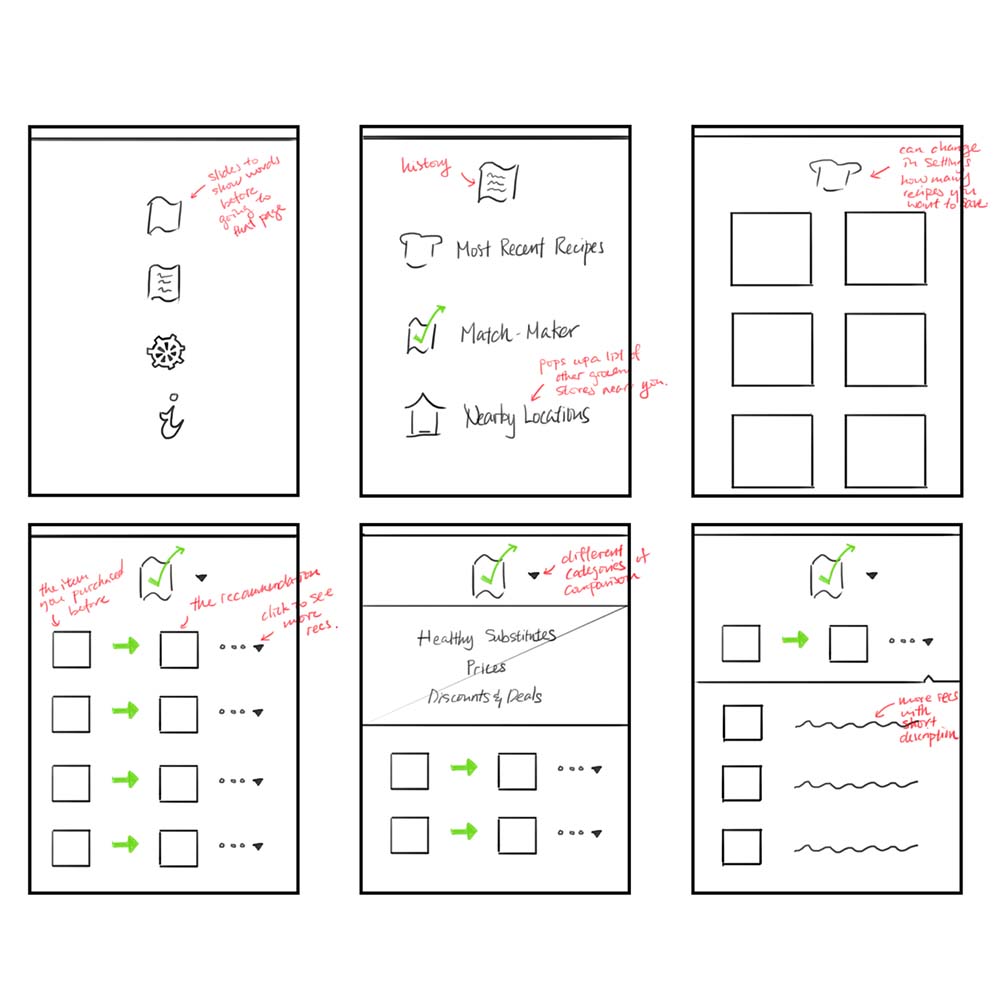 slides to
show words
before
going to
that page
history
Most Recent Recipes
Match-Maker
pops up a list of
other grocery
stores near you.
Nearby Locations
can change
in settings
how many
recipes you
want to save
the item
you purchased
before
the recommendation
click to see
more
recs.
different
categories of
comparison
Healthy Substitutes
Prices
Discounts & Deals
more recs
with
short
description